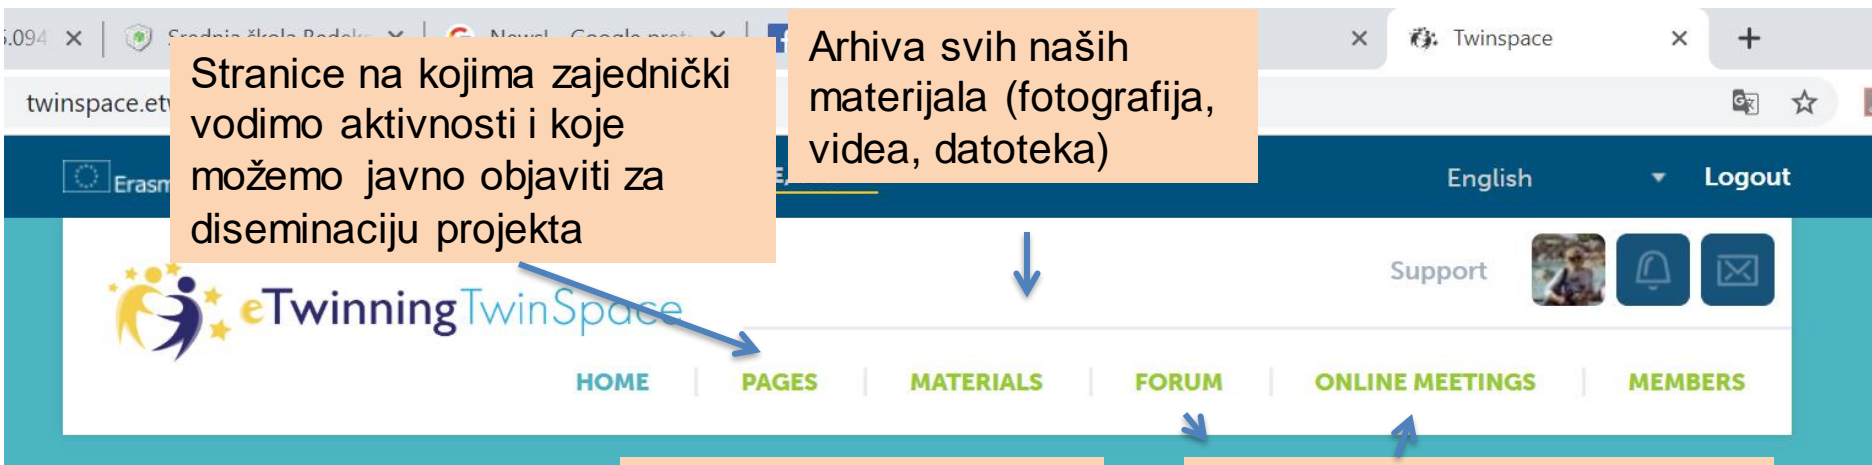 Twinspace
Stranice na kojima zajednički
vodimo aktivnosti i koje
možemo javno objaviti za
diseminaciju projekta
Arhiva svih naših
materijala (fotografija,
videa, datoteka)
English
Logout
Support
eTwinning TwinSpace
HOME
PAGES
MATERIALS
FORUM
ONLINE MEETINGS
MEMBERS